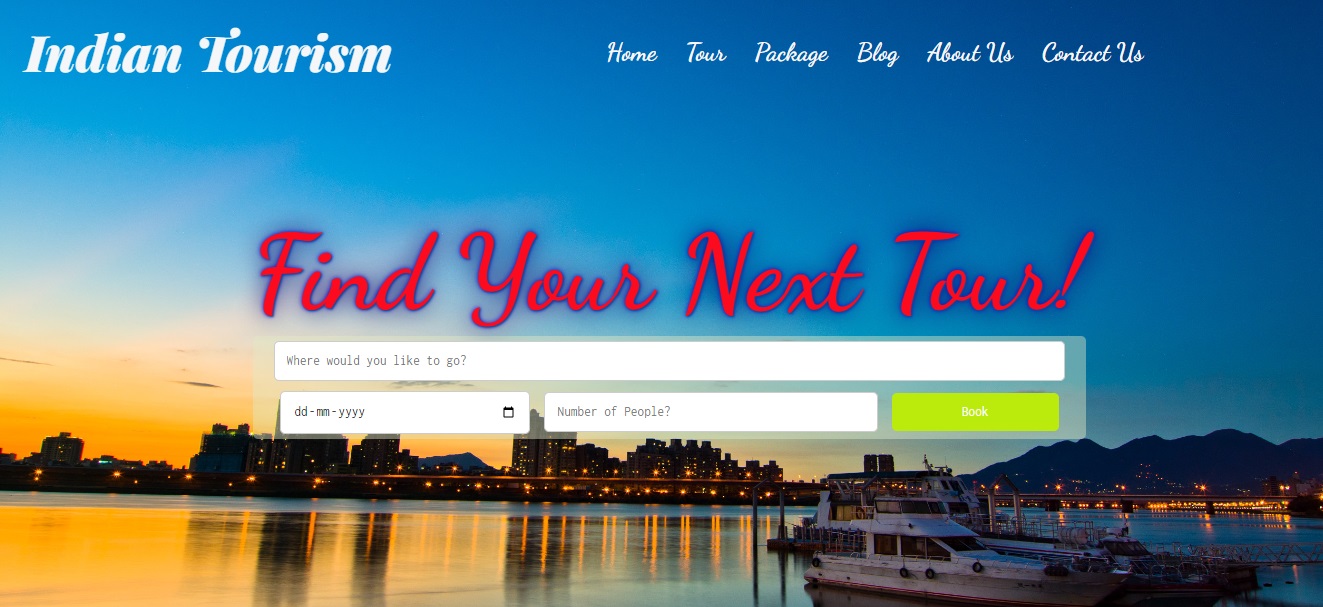 Indian Tourism
Home Tour Package Blog About Us Contact Us
Find Your Next Tour!
Where would you like to go?
dd-mm-yyyy Number of People? Book